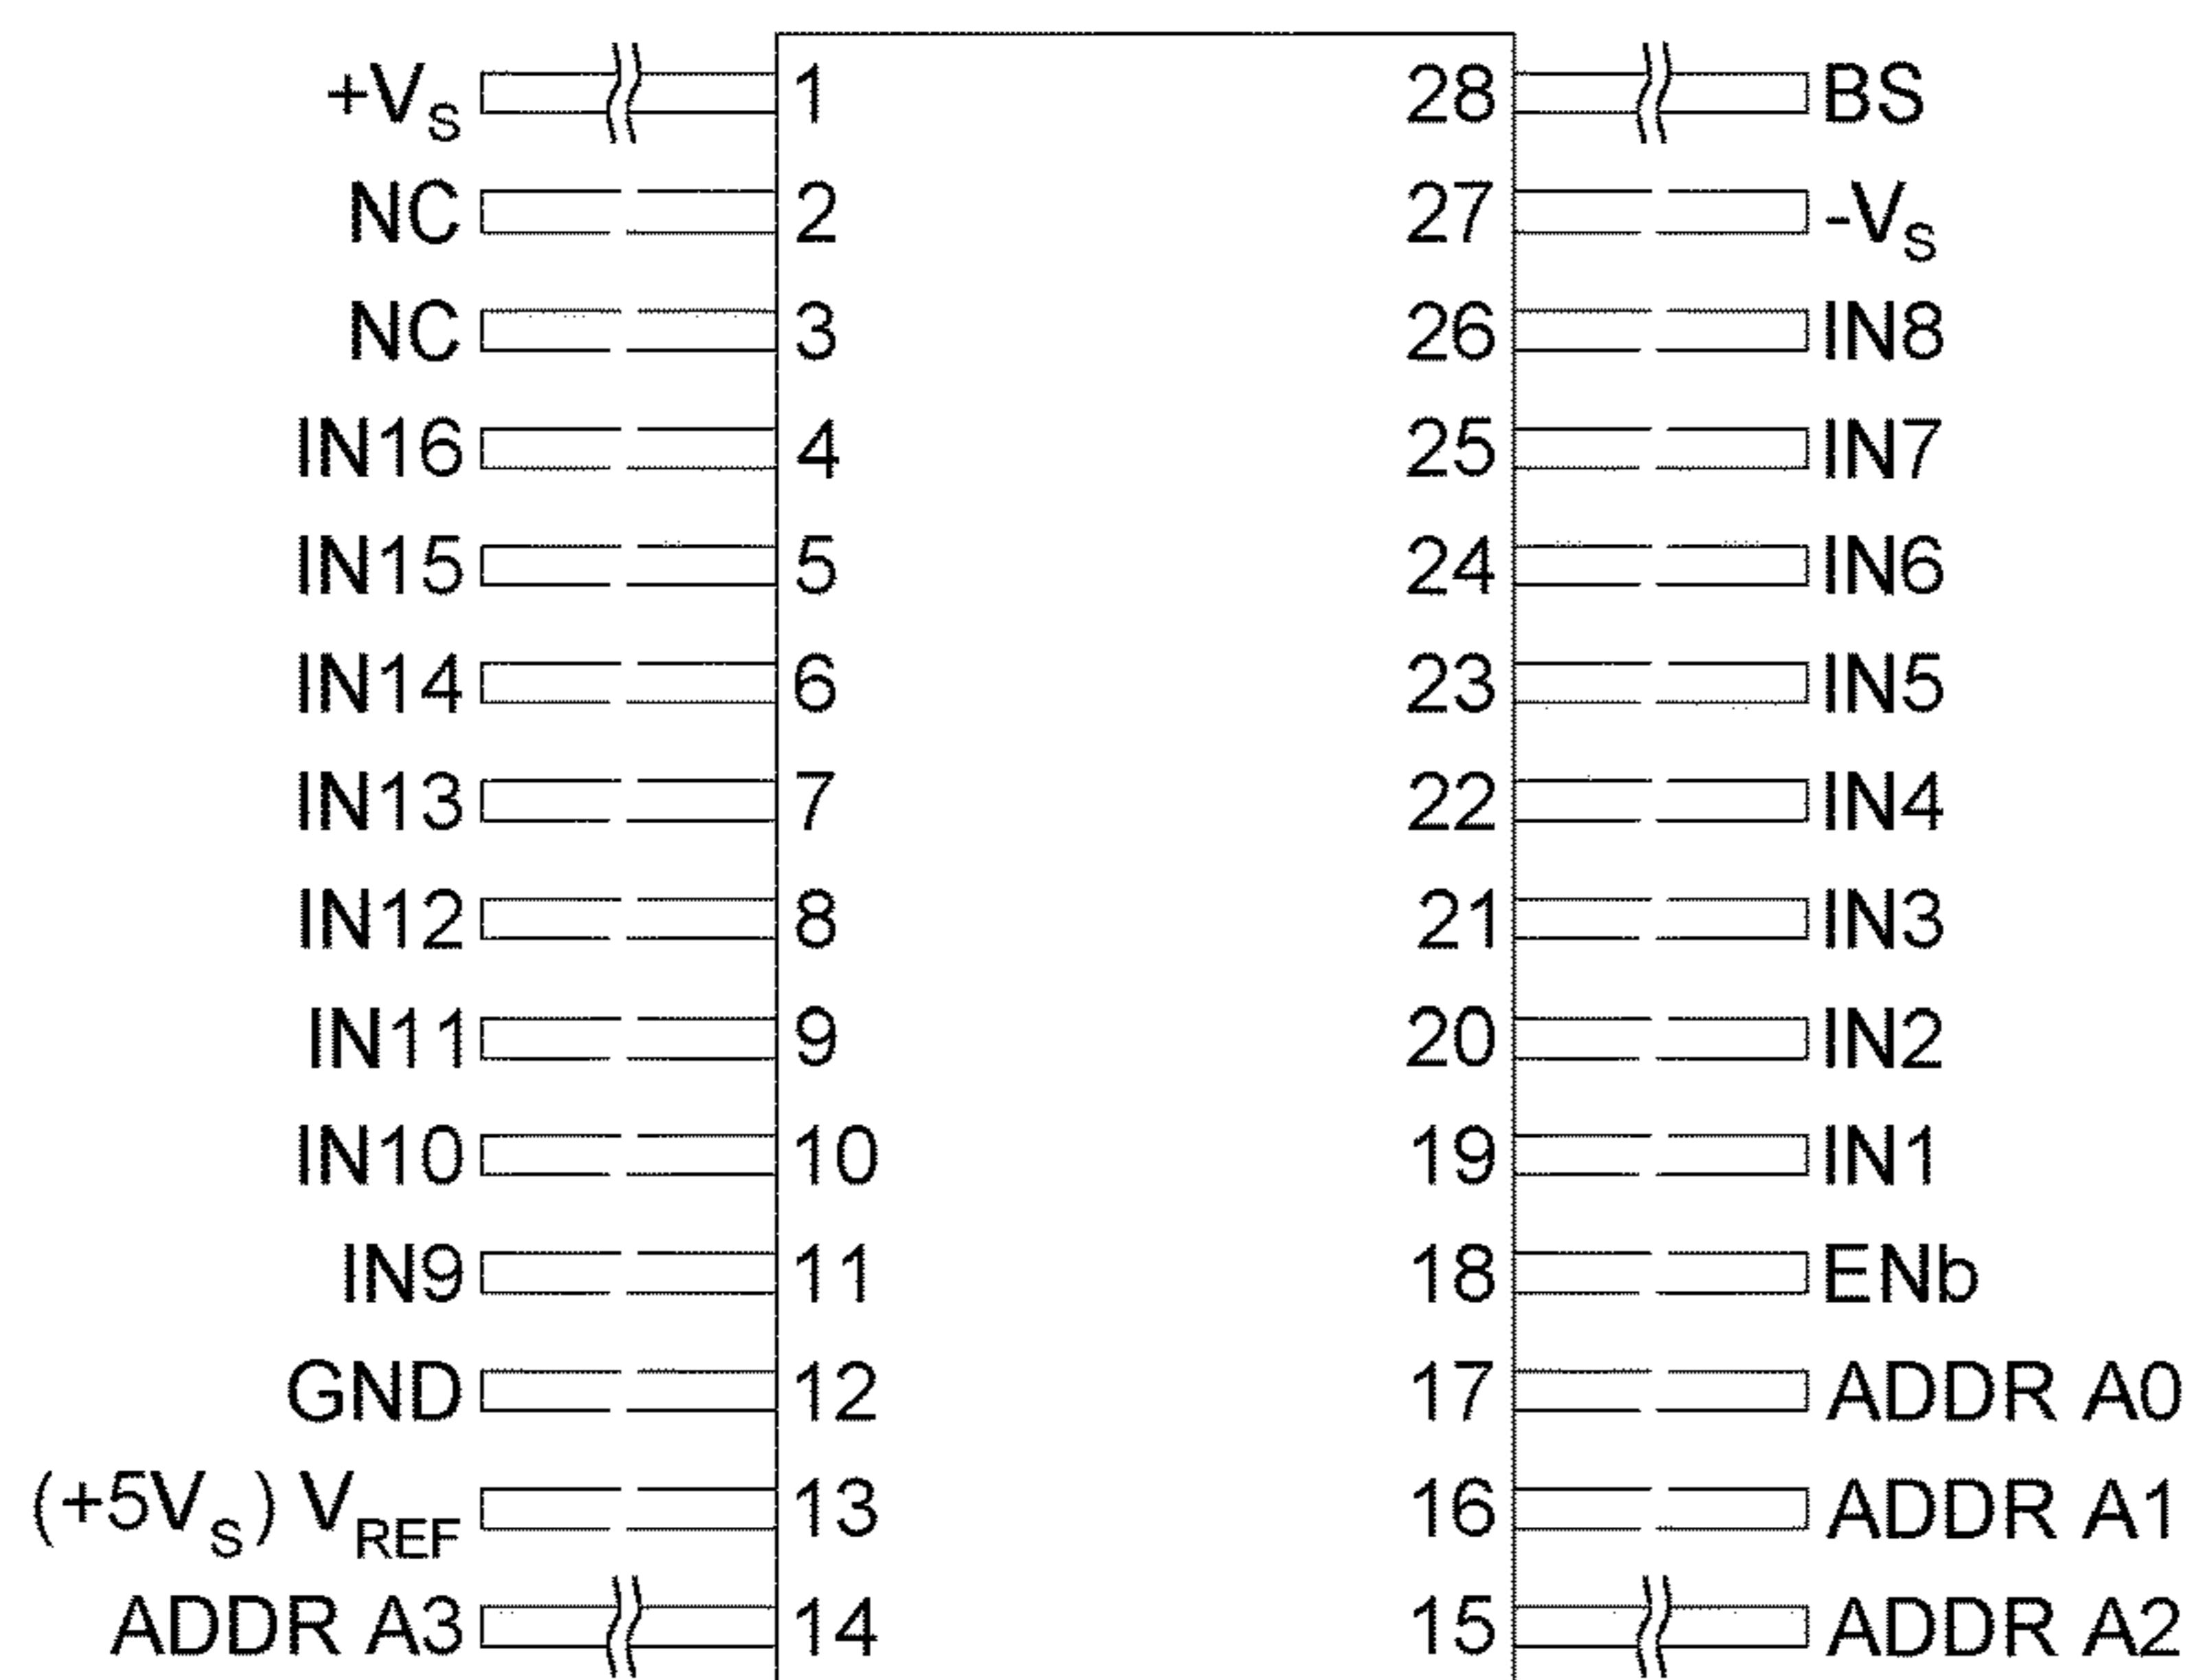 +VS 1 28 BS
NC 2 27 -VS
NC 3 26 IN8
IN16 4 25 IN7
IN15 5 24 IN6
IN14 6 23 IN5
IN13 7 22 IN4
IN12 8 21 IN3
IN11 9 20 IN2
IN10 10 19 IN1
IN9 11 18 ENb
GND 12 17 ADDR A0
(+5VS) VREF 13 16 ADDR A1
ADDR A3 14 15 ADDR A2